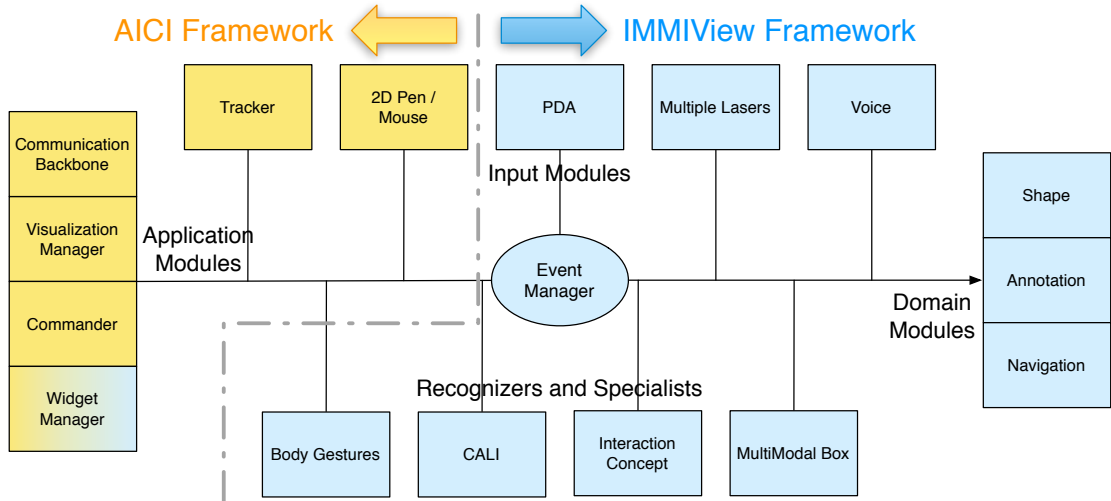 AICI Framework
IMMIView Framework
Tracker
2D Pen /
Mouse
PDA
Multiple Lasers
Voice
Communication
Backbone
Visualization
Manager
Commander
Widget
Manager
Application
Modules
Input Modules
Event
Manager
Domain
Modules
Shape
Annotation
Navigation
Recognizers and Specialists
Body Gestures
CALI
Interaction
Concept
MultiModal Box